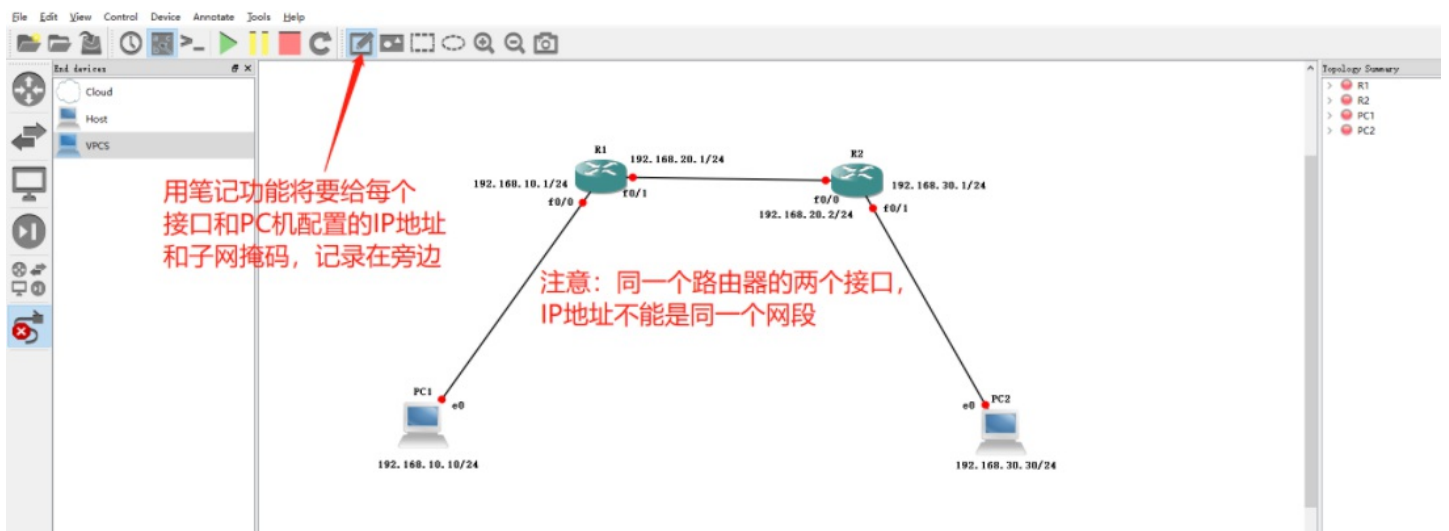 File Edit View Control Device Annotate Tools Help
End devices
Cloud
Host
VPCS
Topology Summary
R1
R2
PC1
PC2
用笔记功能将要给每个
接口和PC机配置的IP地址
和子网掩码，记录在旁边
R1
192.168.20.1/24
192.168.10.1/24
f0/0
f0/1
R2
192.168.30.1/24
f0/0
192.168.20.2/24
f0/1
注意：同一个路由器的两个接口，
IP地址不能是同一个网段
PC1
e0
192.168.10.10/24
e0
PC2
192.168.30.30/24